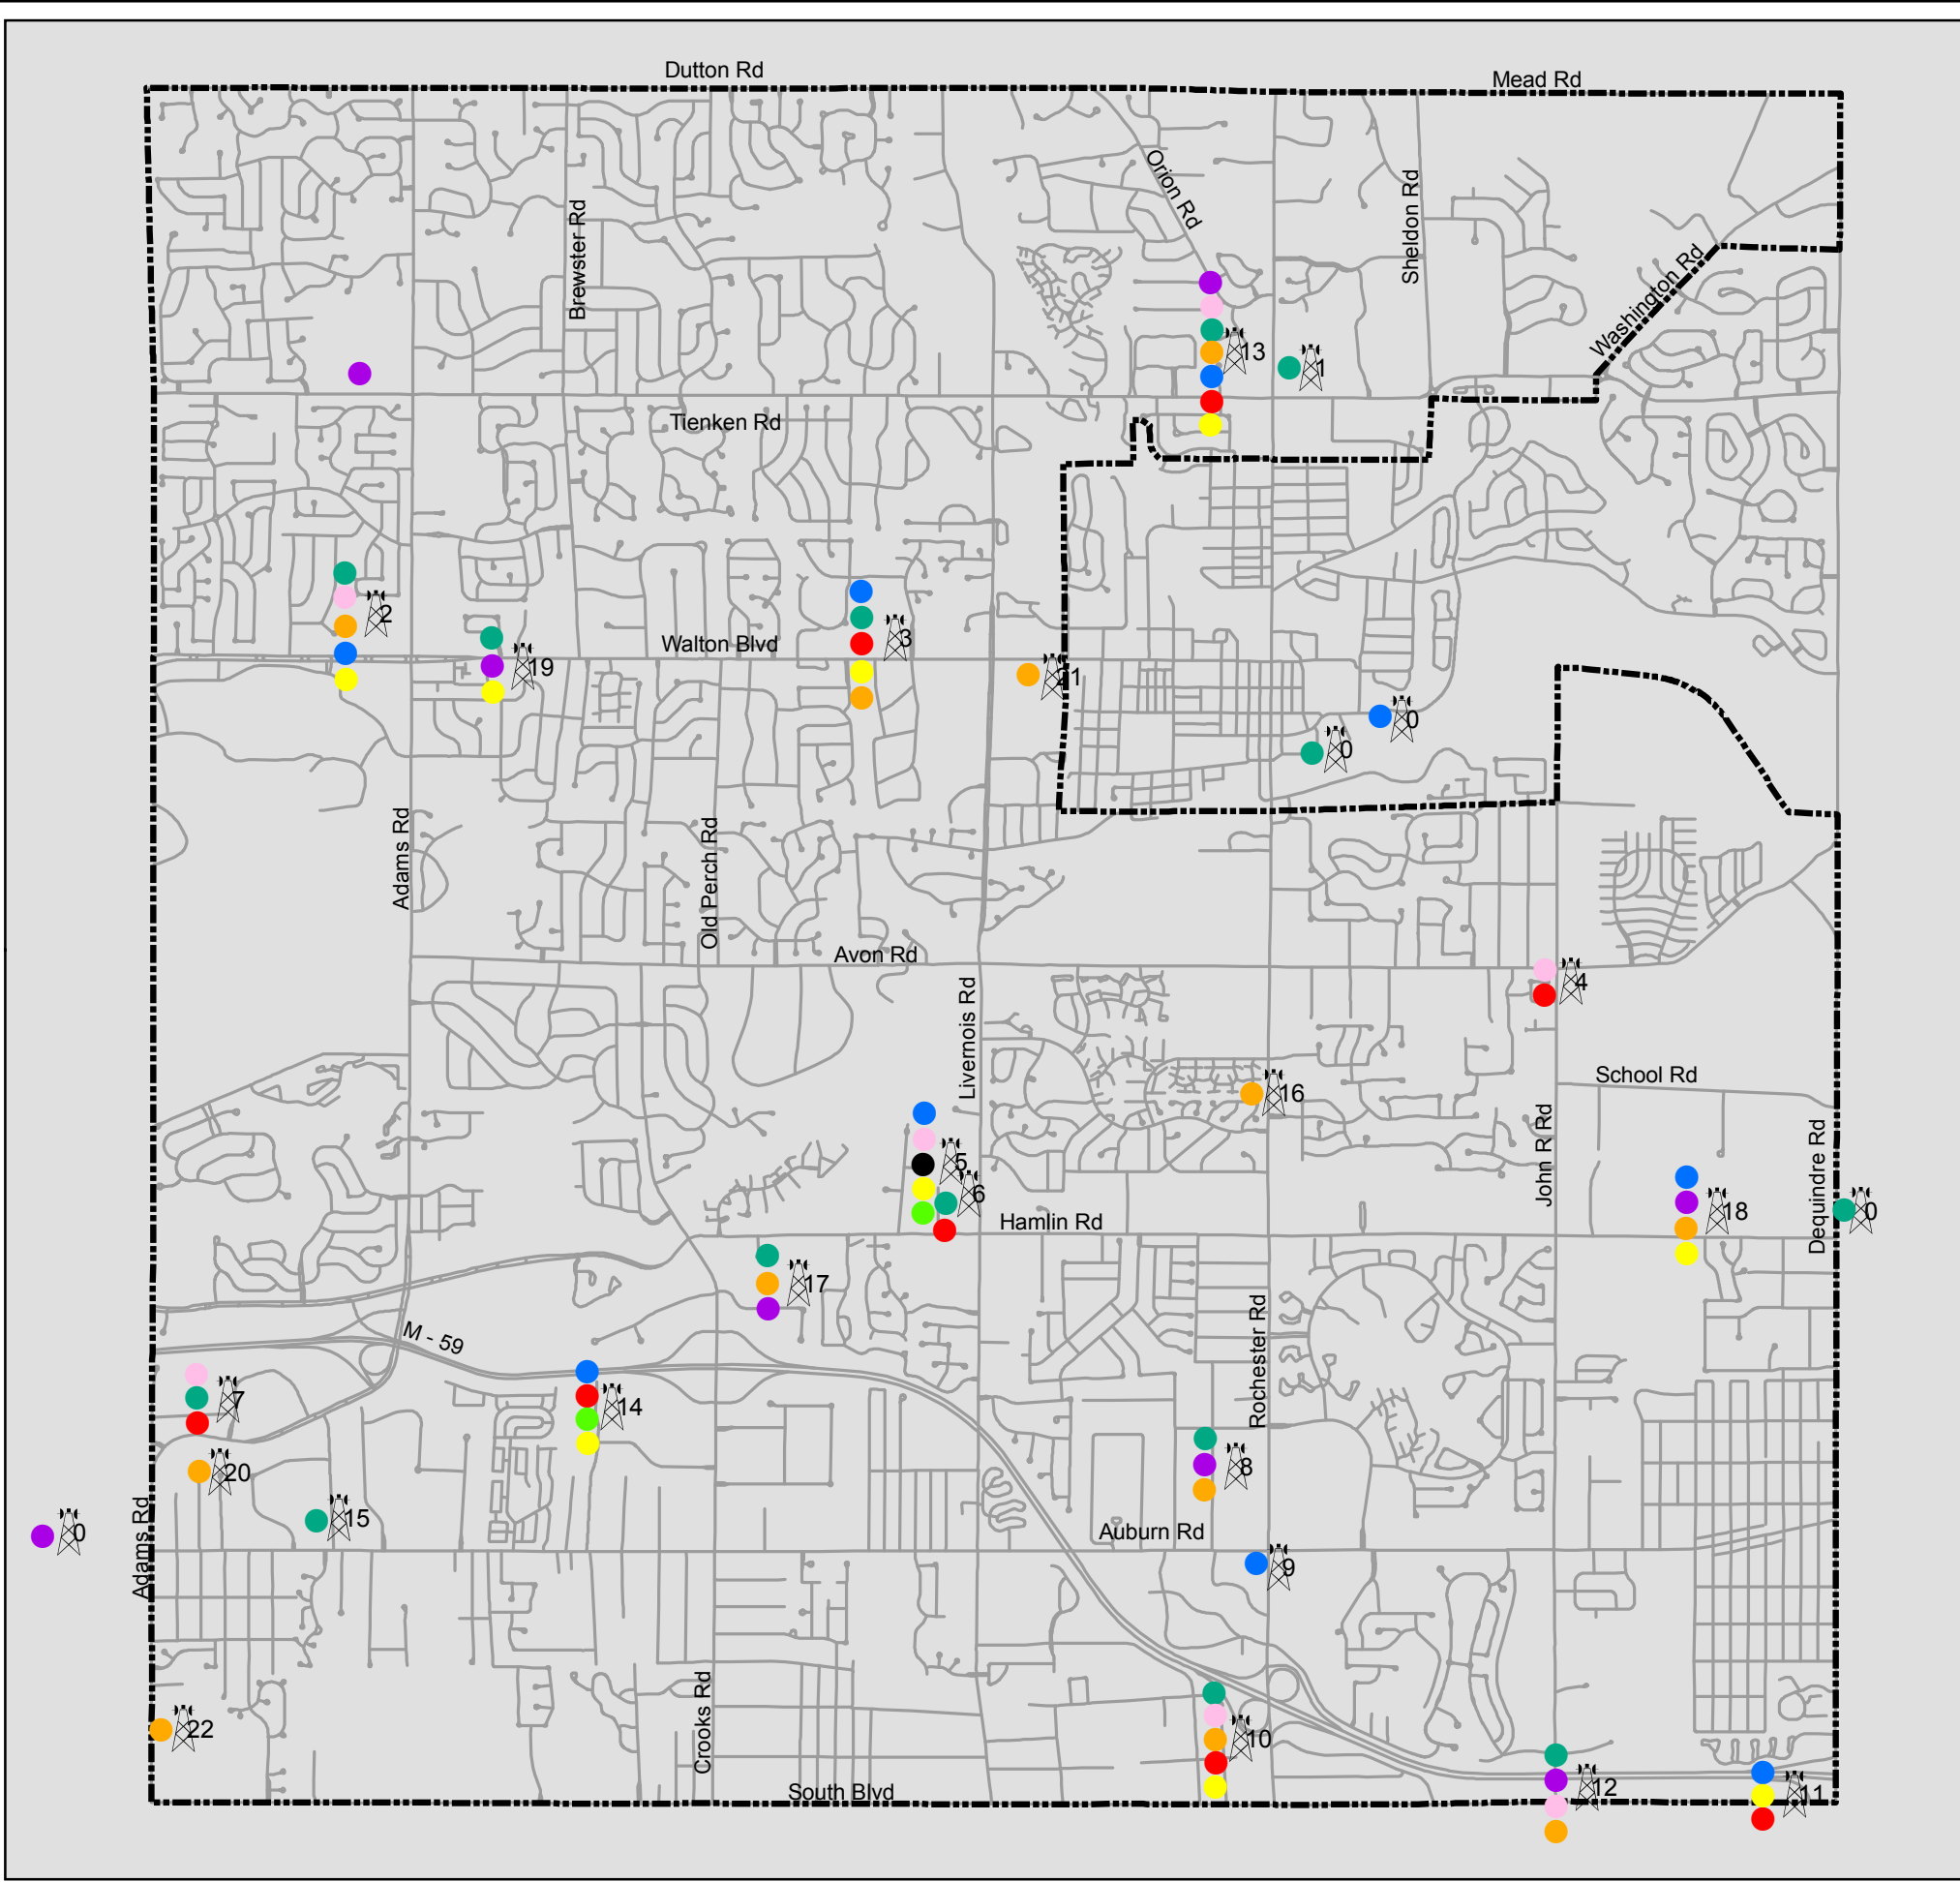 Dutton Rd
Mead Rd
Orion Rd
Sheldon Rd
Brewster Rd
Washington Rd
13
1
Tienken Rd
2
3
Walton Blvd
19
21
0
0
Adams Rd
Old Perch Rd
Avon Rd
Livernois Rd
4
School Rd
16
John R Rd
Dequindre Rd
5
6
18
0
Hamlin Rd
17
M - 59
Rochester Rd
7
14
20
8
15
0
Adams Rd
Auburn Rd
9
22
Crooks Rd
10
South Blvd
12
11